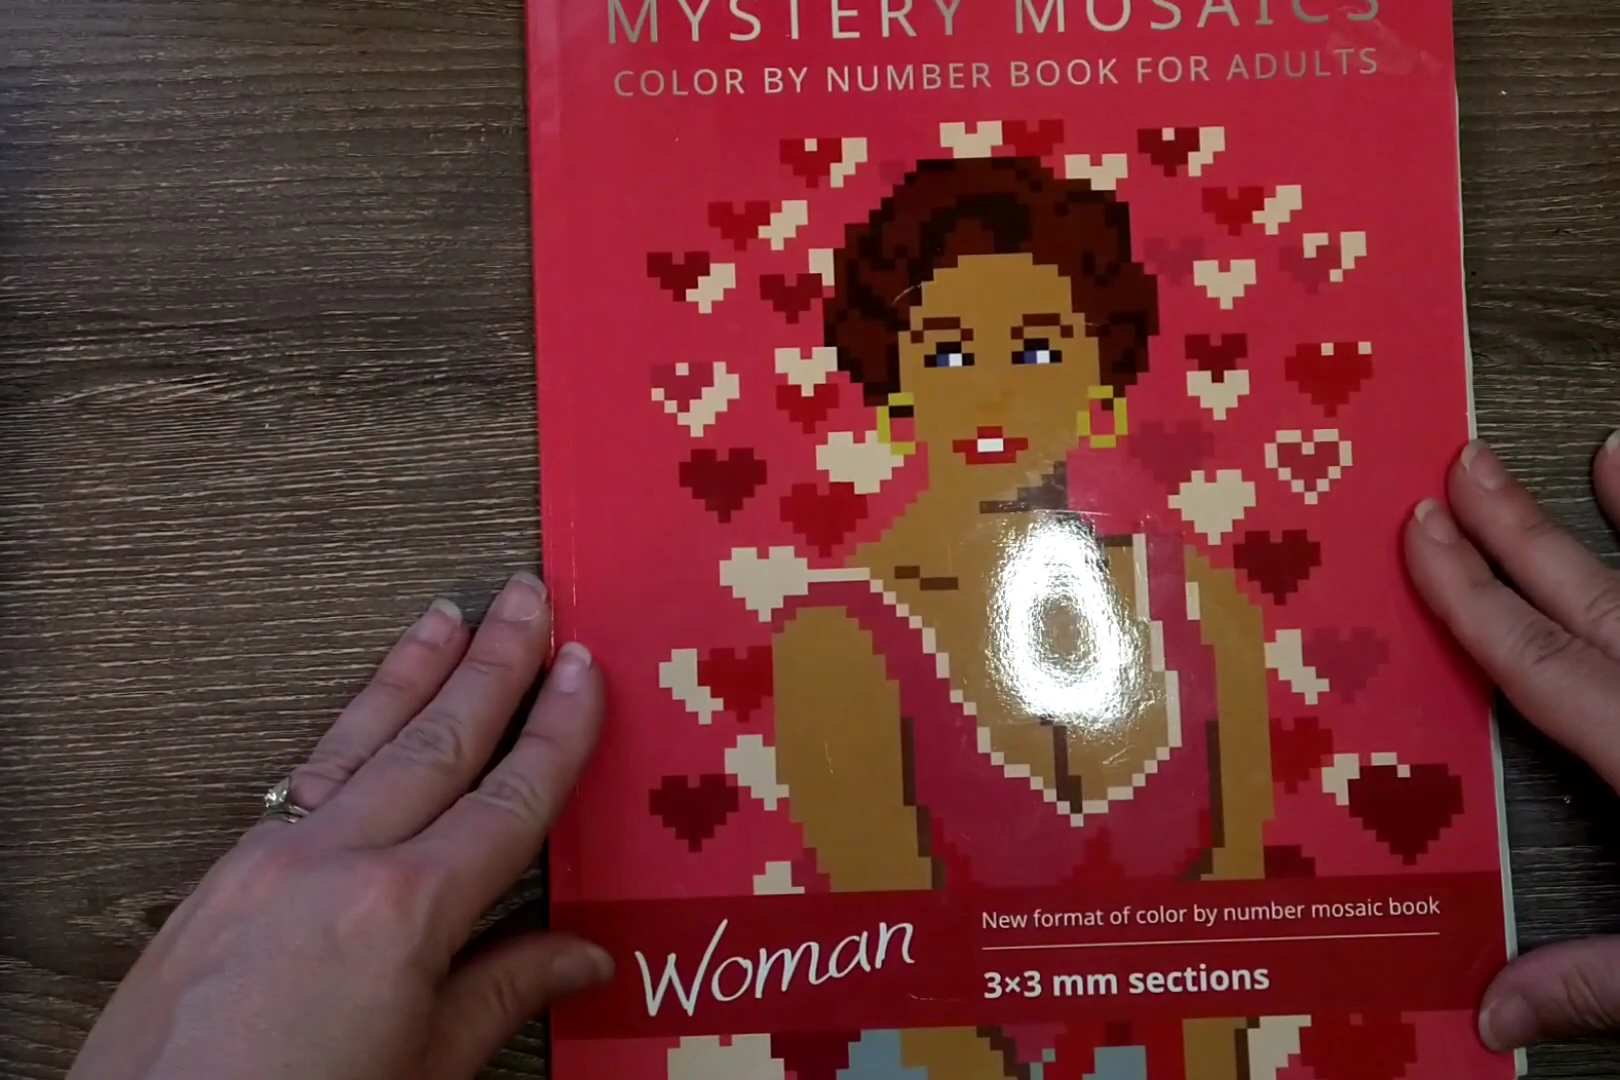 MYSTERY MOSAICS
COLOR BY NUMBER BOOK FOR ADULTS
Woman
New format of color by number mosaic book
3×3 mm sections